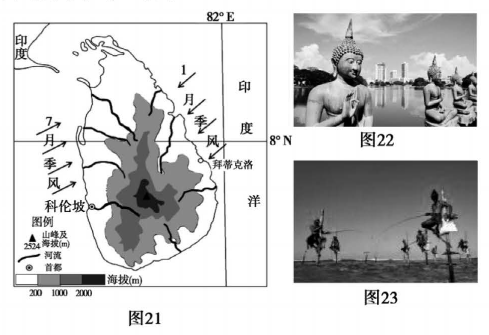 82° E
印度
1月季风
印度洋
7月季风
8° N
拜蒂克洛
科伦坡
图例
山峰及
2524 海拔(m)
河流
首都
200 1000 2000 海拔(m)
图21
图22
图23